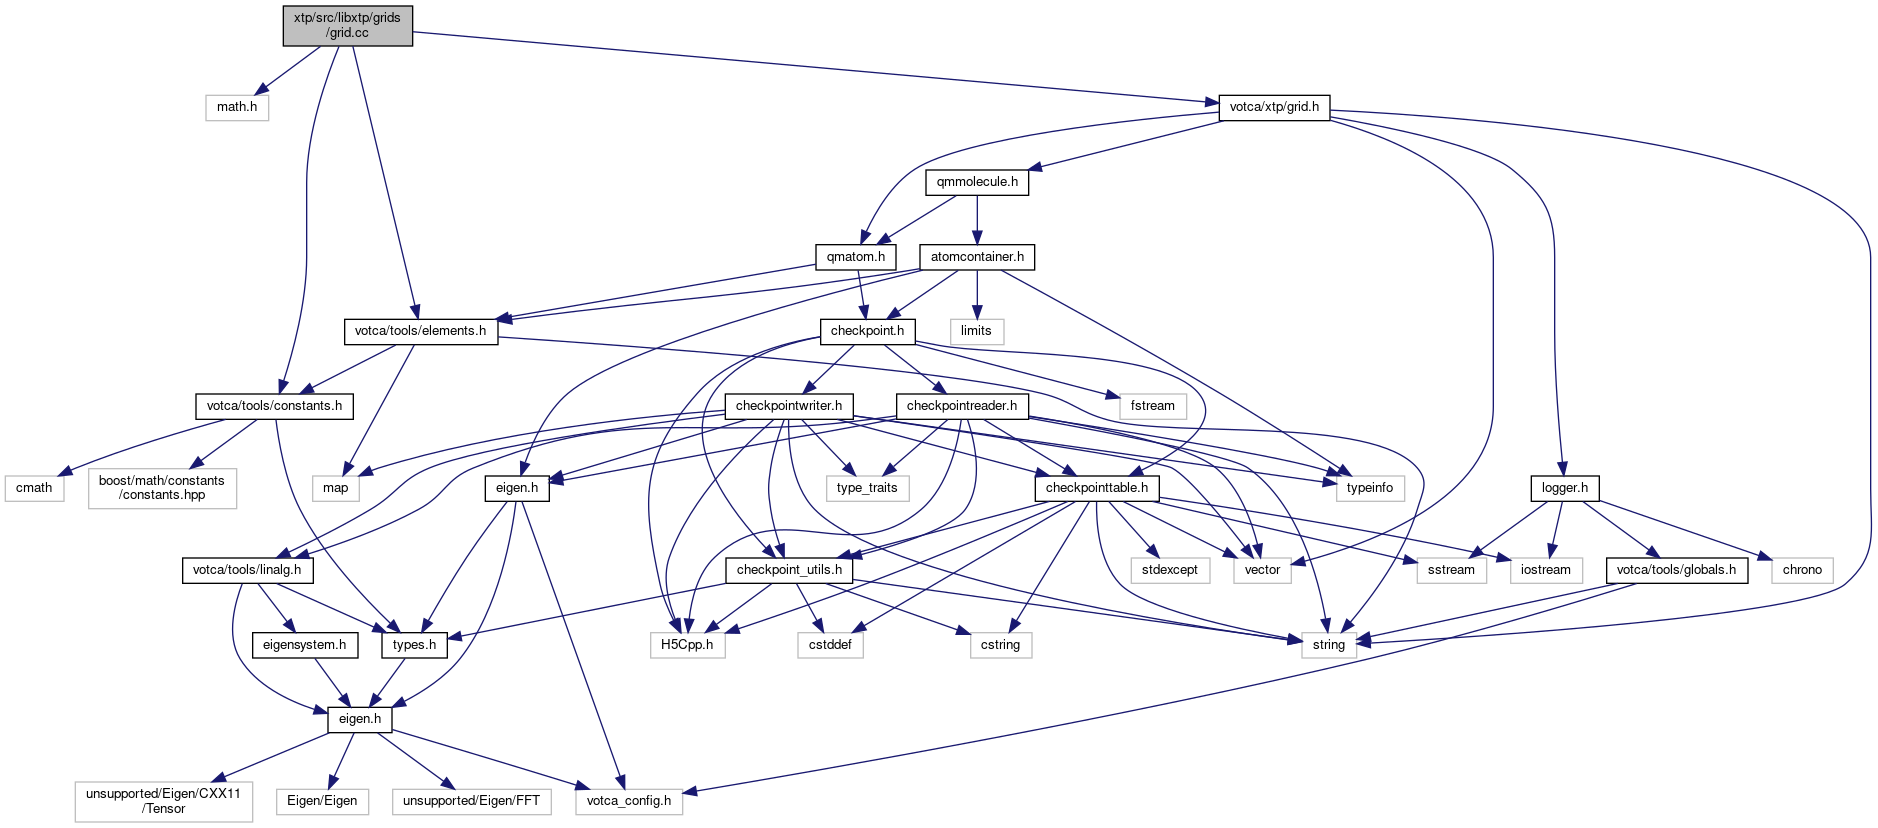 xtp/src/libxtp/grids
/grid.cc
math.h
votca/xtp/grid.h
qmmolecule.h
qmatom.h
atomcontainer.h
votca/tools/elements.h
checkpoint.h
limits
votca/tools/constants.h
checkpointwriter.h
checkpointreader.h
fstream
cmath
boost/math/constants
/constants.hpp
map
eigen.h
type_traits
checkpointtable.h
typeinfo
logger.h
votca/tools/linalg.h
checkpoint_utils.h
stdexcept
vector
sstream
iostream
votca/tools/globals.h
chrono
eigensystem.h
types.h
H5Cpp.h
cstddef
cstring
string
eigen.h
unsupported/Eigen/CXX11
/Tensor
Eigen/Eigen
unsupported/Eigen/FFT
votca_config.h